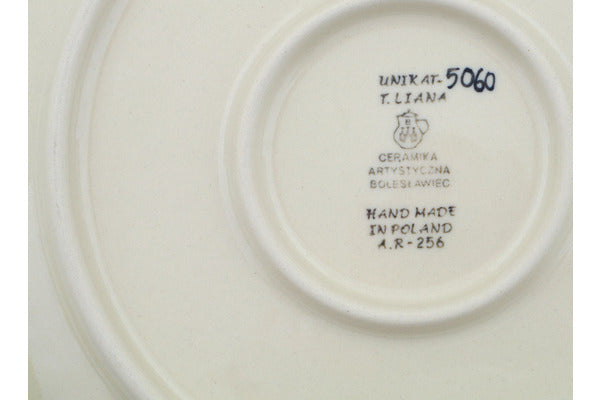 UNIKAT-5060
T. LIANA
CERAMIKA
ARTYSTYCZNA
BOLESŁAWIEC
HAND MADE
IN POLAND
A.R-256